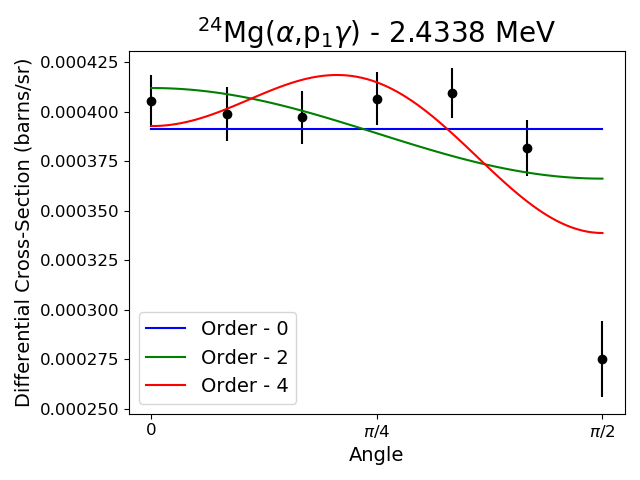 ²⁴Mg(α,p₁γ) - 2.4338 MeV
Differential Cross-Section (barns/sr)
0.000425
0.000400
0.000375
0.000350
0.000325
0.000300
0.000275
0.000250
Order - 0
Order - 2
Order - 4
0 π/4 π/2
Angle